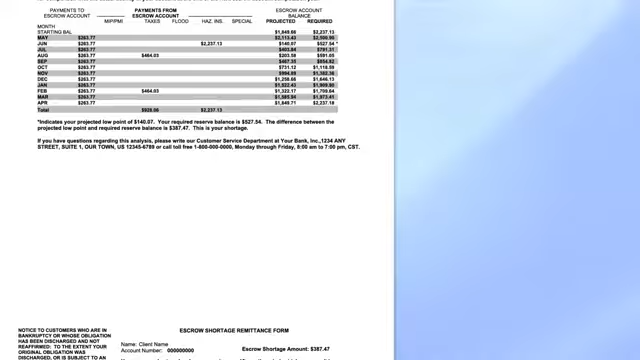 PAYMENTS TO PAYMENTS FROM ESCROW ACCOUNT
ESCROW ACCOUNT ESCROW ACCOUNT BALANCE
MIP/PMI TAXES FLOOD HAZ. INS. SPECIAL PROJECTED REQUIRED
MONTH
STARTING BAL $1,849.66 $2,237.13
MAY $263.77 $2,113.43 $2,500.90
JUN $263.77 $2,237.13 $140.07 $527.54 *
JUL $263.77 $403.84 $791.31
AUG $263.77 $464.03 $203.58 $591.05
SEP $263.77 $467.35 $854.82
OCT $263.77 $731.12 $1,118.59
NOV $263.77 $994.89 $1,382.36
DEC $263.77 $1,258.66 $1,646.13
JAN $263.77 $1,522.43 $1,909.90
FEB $263.77 $464.03 $1,322.17 $1,709.64
MAR $263.77 $1,585.94 $1,973.41
APR $263.77 $1,849.71 $2,237.18
Total $928.06 $2,237.13
*Indicates your projected low point of $140.07. Your required reserve balance is $527.54. The difference between the
projected low point and required reserve balance is $387.47. This is your shortage.
If you have questions regarding this analysis, please write our Customer Service Department at Your Bank, Inc.,1234 ANY
STREET, SUITE 1, OUR TOWN, US 12345-6789 or call toll free 1-800-000-0000, Monday through Friday, 8:00 am to 7:00 pm, CST.
NOTICE TO CUSTOMERS WHO ARE IN
BANKRUPTCY OR WHOSE OBLIGATION
HAS BEEN DISCHARGED AND NOT
REAFFIRMED: TO THE EXTENT YOUR
ORIGINAL OBLIGATION WAS
DISCHARGED, OR IS SUBJECT TO AN
ESCROW SHORTAGE REMITTANCE FORM
Name: Client Name
Account Number: 000000000
Escrow Shortage Amount: $387.47